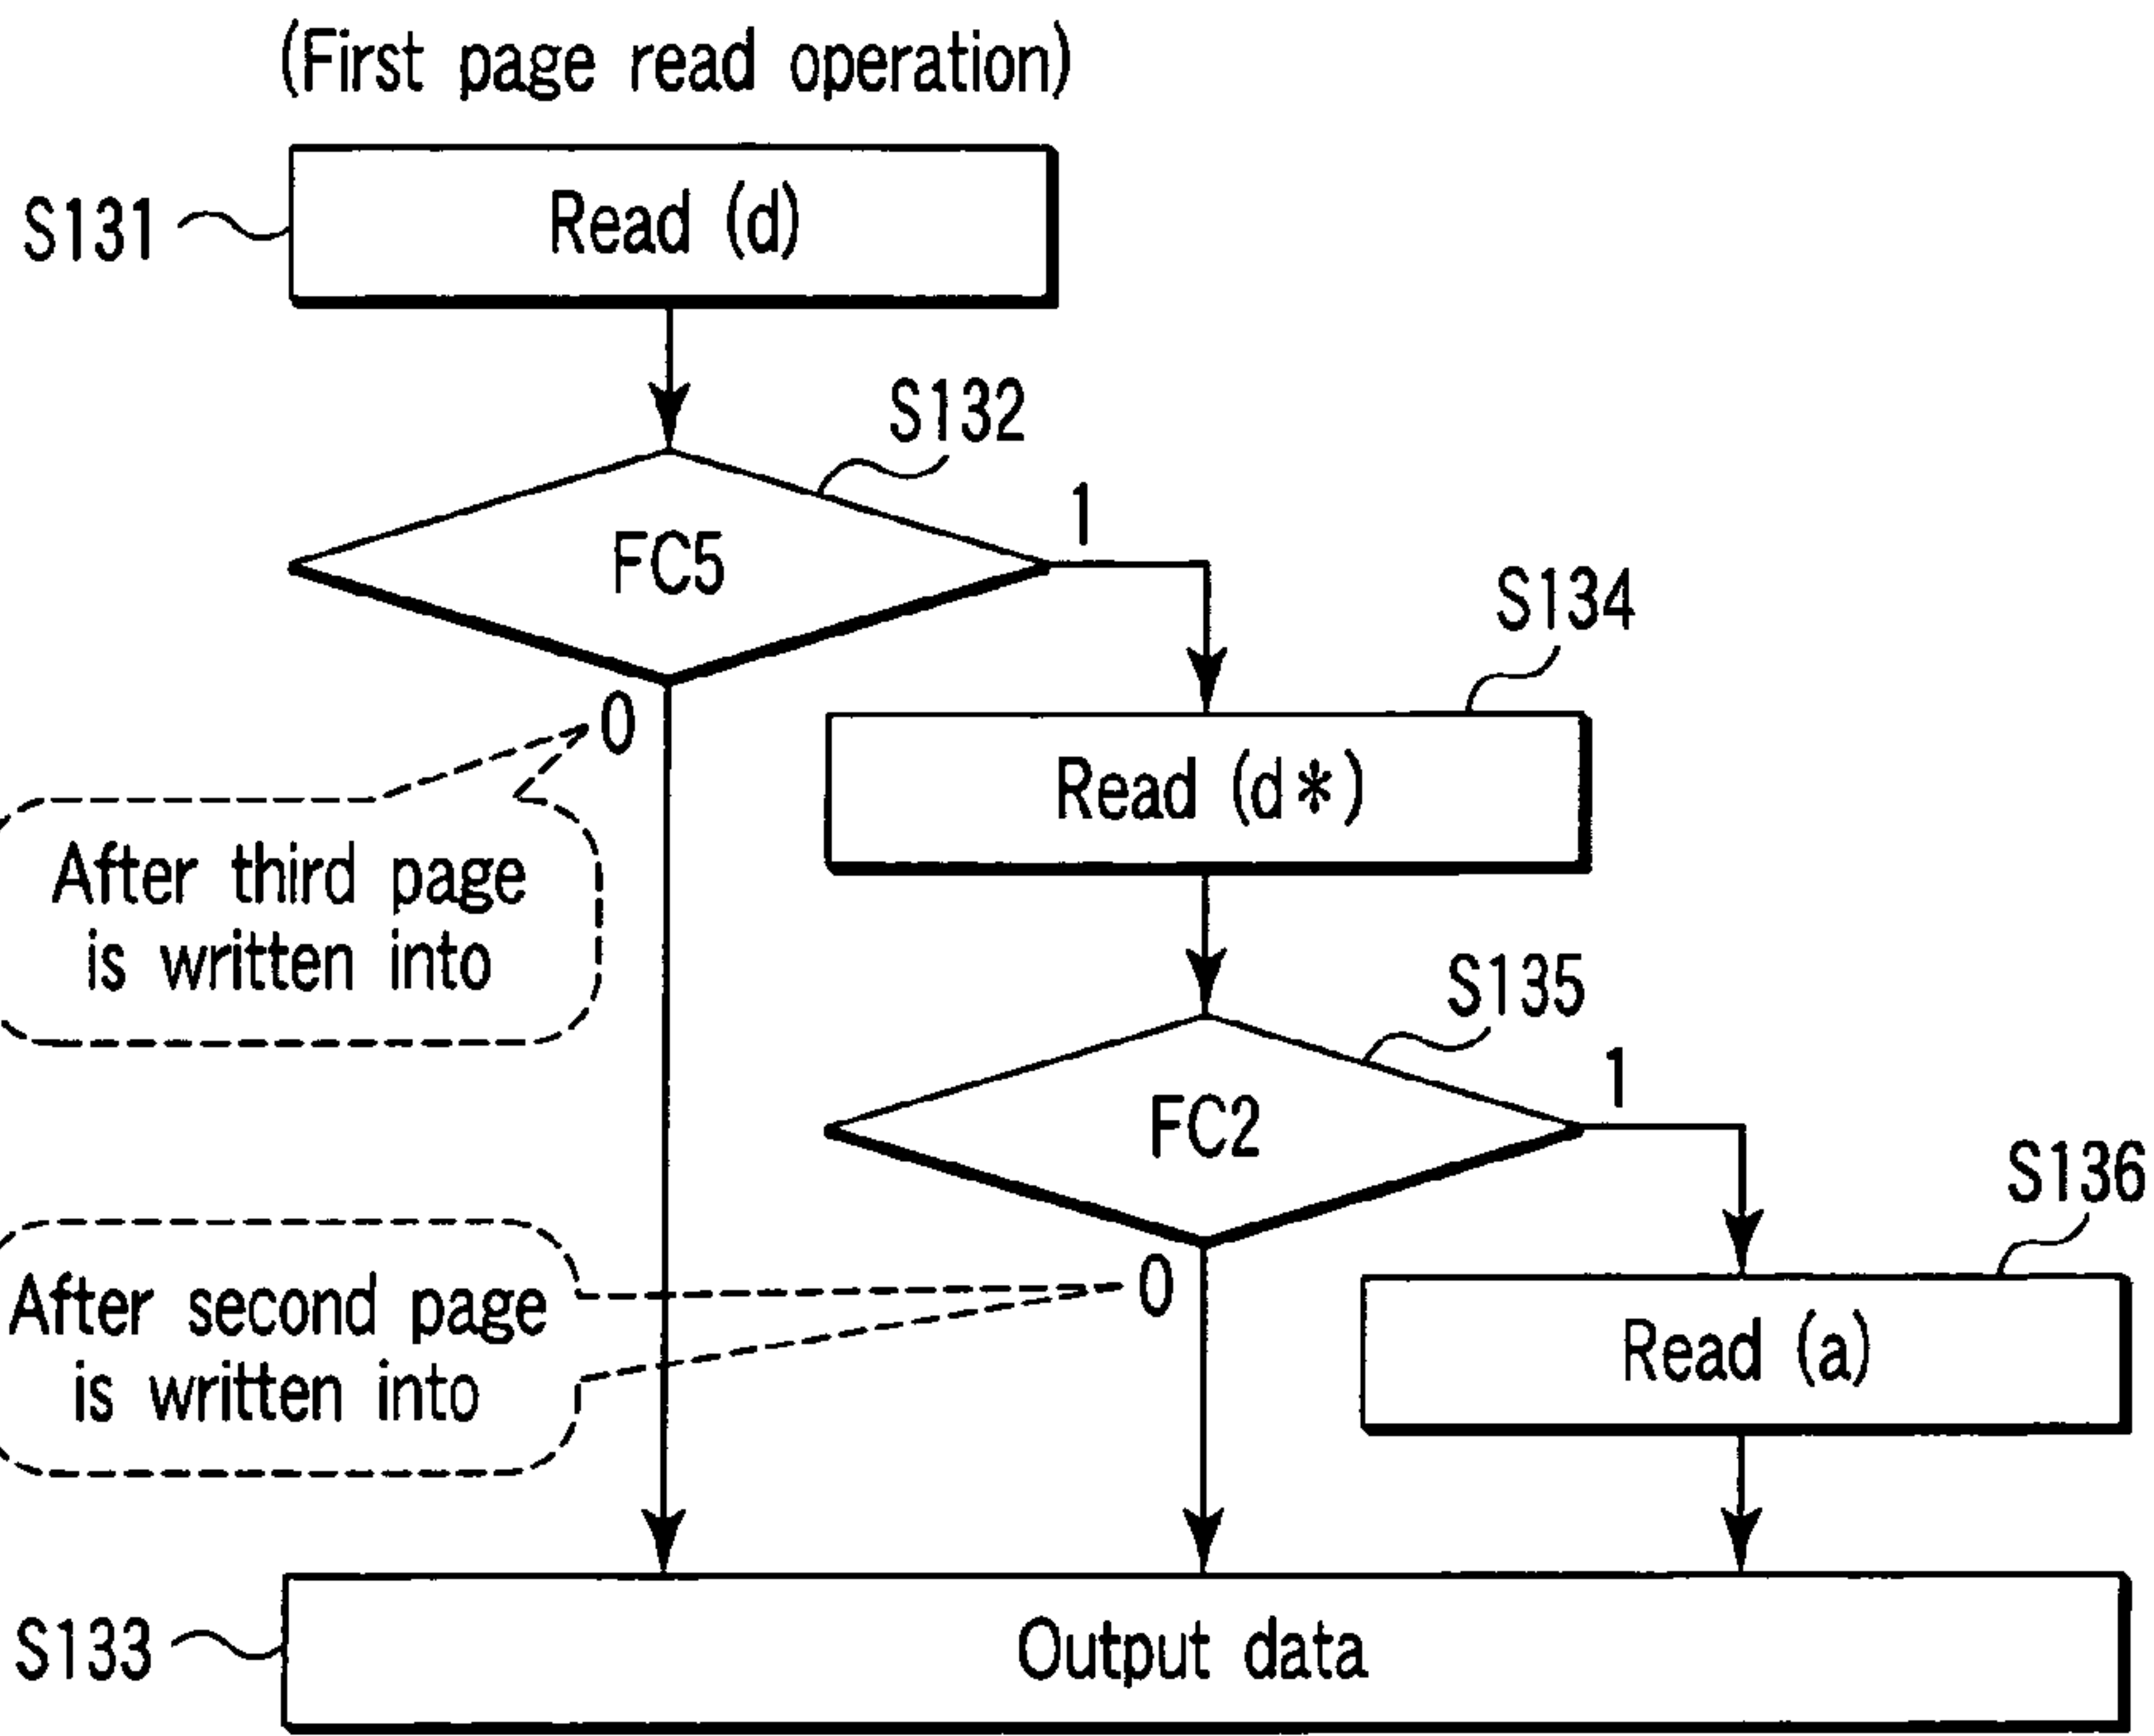 (First page read operation)
S131
Read (d)
S132
FC5
1
0
S134
Read (d*)
After third page
is written into
S135
FC2
1
0
S136
Read (a)
After second page
is written into
S133
Output data